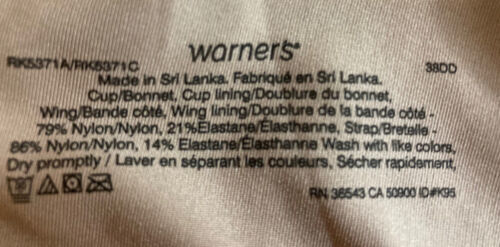 warner's®
RK5371A/RK5371C 38DD
Made in Sri Lanka. Fabriqué en Sri Lanka.
Cup/Bonnet, Cup lining/Doublure du bonnet,
Wing/Bande côté, Wing lining/Doublure de la bande côté -
79% Nylon/Nylon, 21%Elastane/Élasthanne, Strap/Bretelle -
86% Nylon/Nylon, 14% Elastane/Élasthanne Wash with like colors,
Dry promptly / Laver en séparant les couleurs, Sécher rapidement,
RN 36543 CA 50900 ID#K95